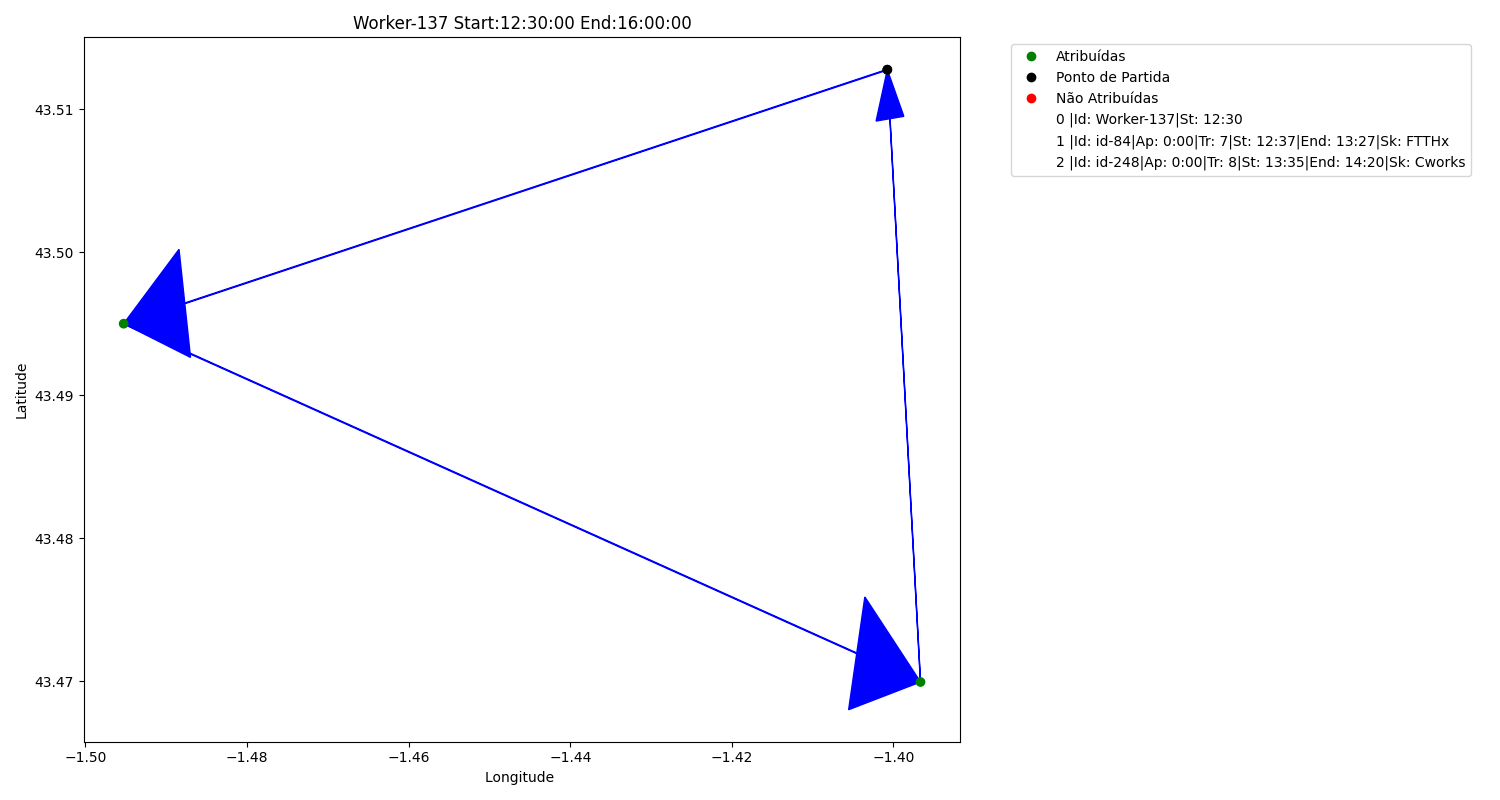 Worker-137 Start:12:30:00 End:16:00:00
Atribuídas
Ponto de Partida
Não Atribuídas
0 |Id: Worker-137|St: 12:30
1 |Id: id-84|Ap: 0:00|Tr: 7|St: 12:37|End: 13:27|Sk: FTTHx
2 |Id: id-248|Ap: 0:00|Tr: 8|St: 13:35|End: 14:20|Sk: Cworks
43.51
43.50
43.49
43.48
43.47
Latitude
−1.50
−1.48
−1.46
−1.44
−1.42
−1.40
Longitude